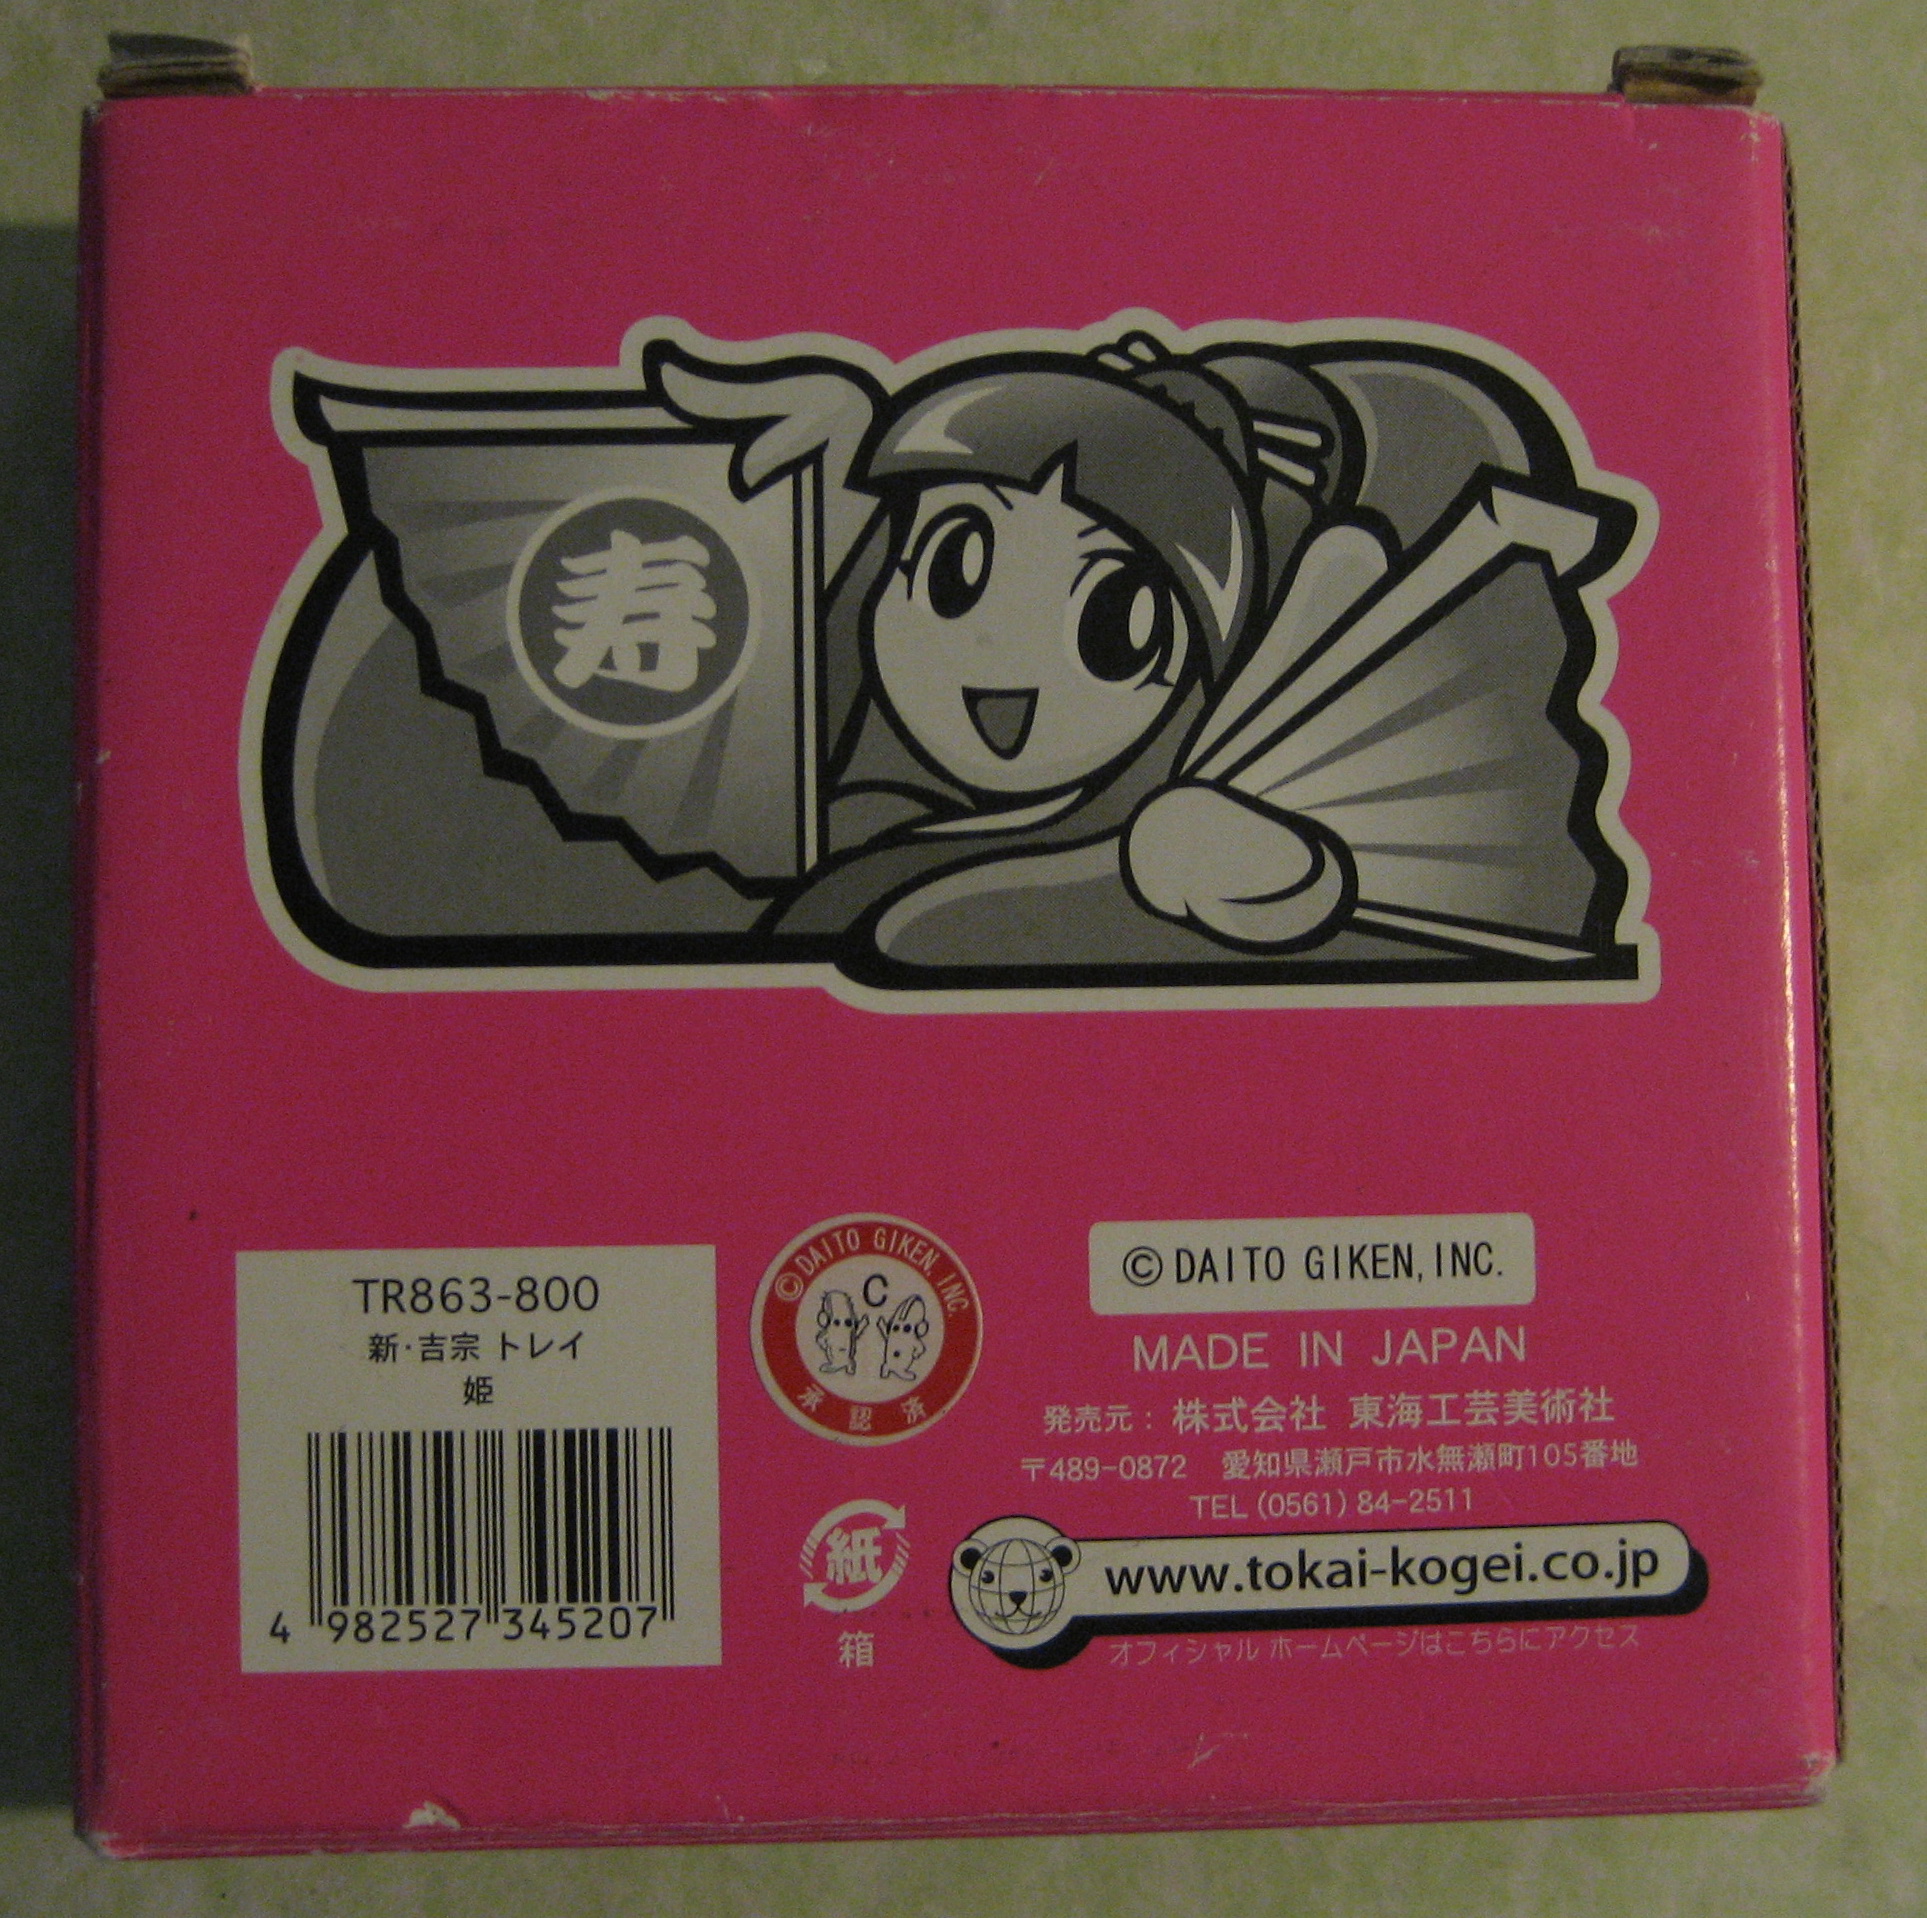 寿
TR863-800
新・吉宗 トレイ
姫
4 982527 345207
© DAITO GIKEN, INC.
C
承認済
紙
箱
© DAITO GIKEN, INC.
MADE IN JAPAN
発売元：株式会社 東海工芸美術社
〒489-0872 愛知県瀬戸市水無瀬町105番地
TEL (0561) 84-2511
www.tokai-kogei.co.jp
オフィシャル ホームページはこちらにアクセス